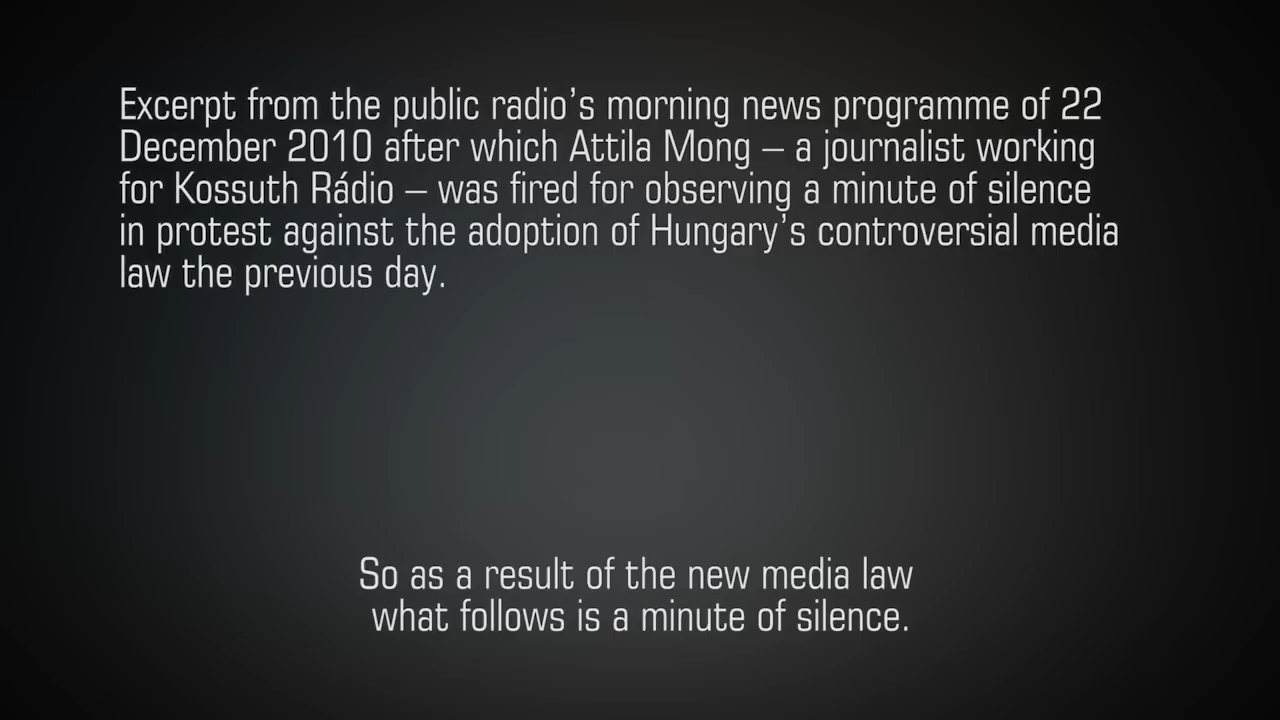 Excerpt from the public radio’s morning news programme of 22
December 2010 after which Attila Mong – a journalist working
for Kossuth Rádio – was fired for observing a minute of silence
in protest against the adoption of Hungary’s controversial media
law the previous day.
So as a result of the new media law
what follows is a minute of silence.